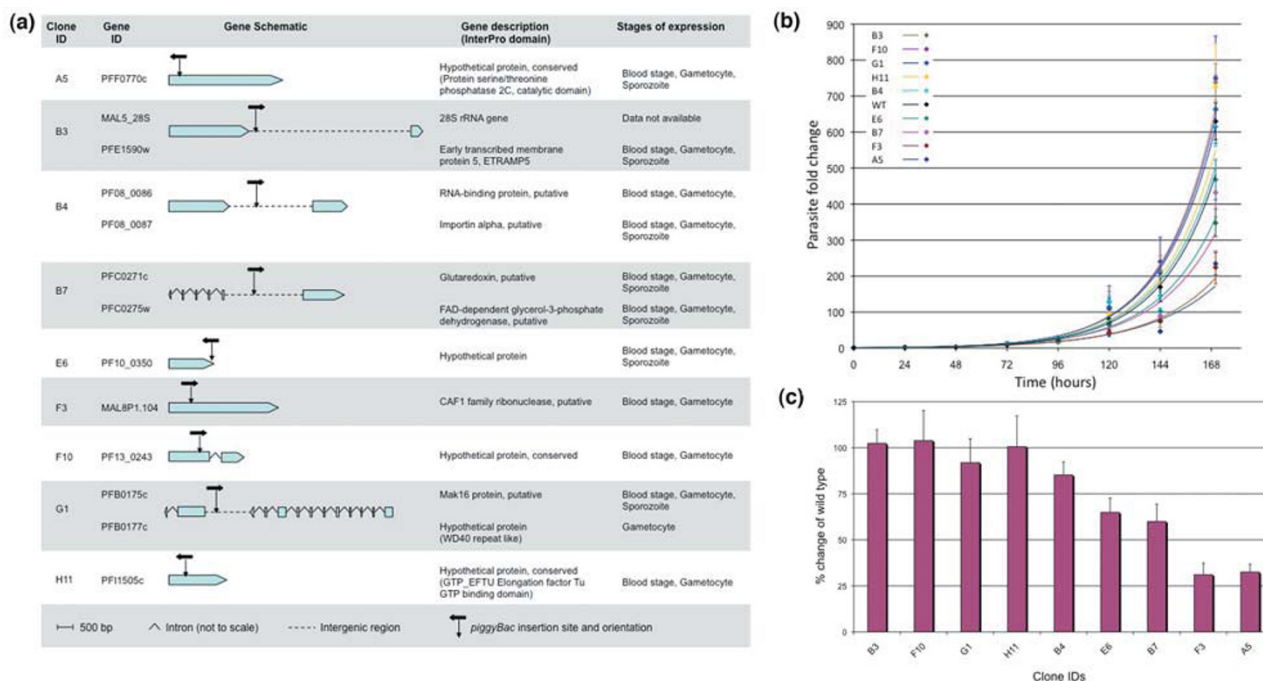 (a)
Clone ID
Gene ID
Gene Schematic
Gene description (InterPro domain)
Stages of expression
A5
PFF0770c
Hypothetical protein, conserved
(Protein serine/threonine
phosphatase 2C, catalytic domain)
Blood stage, Gametocyte,
Sporozoite
B3
MAL5_28S
28S rRNA gene
Data not available
PFE1590w
Early transcribed membrane
protein 5, ETRAMP5
Blood stage, Gametocyte,
Sporozoite
B4
PF08_0086
RNA-binding protein, putative
Blood stage, Gametocyte
PF08_0087
Importin alpha, putative
Blood stage, Gametocyte,
Sporozoite
B7
PFC0271c
Glutaredoxin, putative
Blood stage, Gametocyte,
Sporozoite
PFC0275w
FAD-dependent glycerol-3-phosphate
dehydrogenase, putative
Blood stage, Gametocyte,
Sporozoite
E6
PF10_0350
Hypothetical protein
Blood stage, Gametocyte,
Sporozoite
F3
MAL8P1.104
CAF1 family ribonuclease, putative
Blood stage, Gametocyte
F10
PF13_0243
Hypothetical protein, conserved
Blood stage, Gametocyte
G1
PFB0175c
Mak16 protein, putative
Blood stage, Gametocyte,
Sporozoite
PFB0177c
Hypothetical protein
(WD40 repeat like)
Gametocyte
H11
PFI1505c
Hypothetical protein, conserved
(GTP_EFTU Elongation factor Tu
GTP binding domain)
Blood stage, Gametocyte
500 bp
Intron (not to scale)
Intergenic region
piggyBac insertion site and orientation
(b)
Parasite fold change
900
800
700
600
500
400
300
200
100
0
B3
F10
G1
H11
B4
WT
E6
B7
F3
A5
0 24 48 72 96 120 144 168
Time (hours)
(c)
% change of wild type
125
100
75
50
25
0
B3 F10 G1 H11 B4 E6 B7 F3 A5
Clone IDs